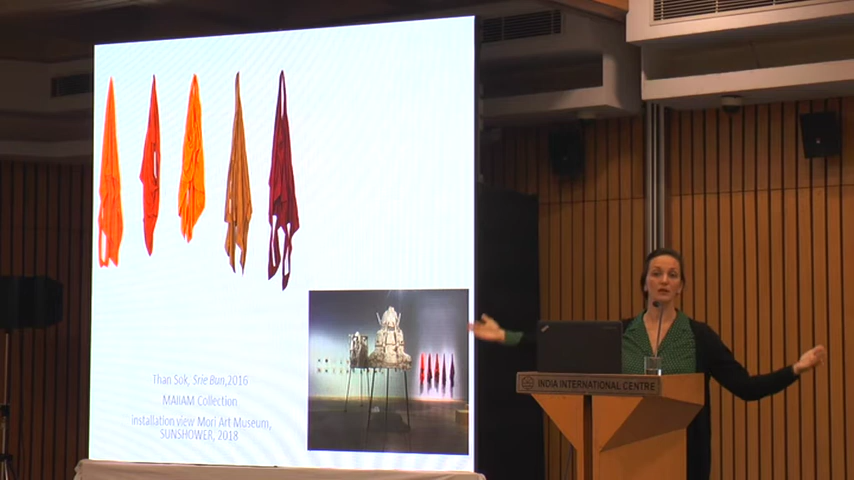 Than Sok, Srie Bun,2016
MAIIAM Collection
installation view Mori Art Museum,
SUNSHOWER, 2018
INDIA INTERNATIONAL CENTRE